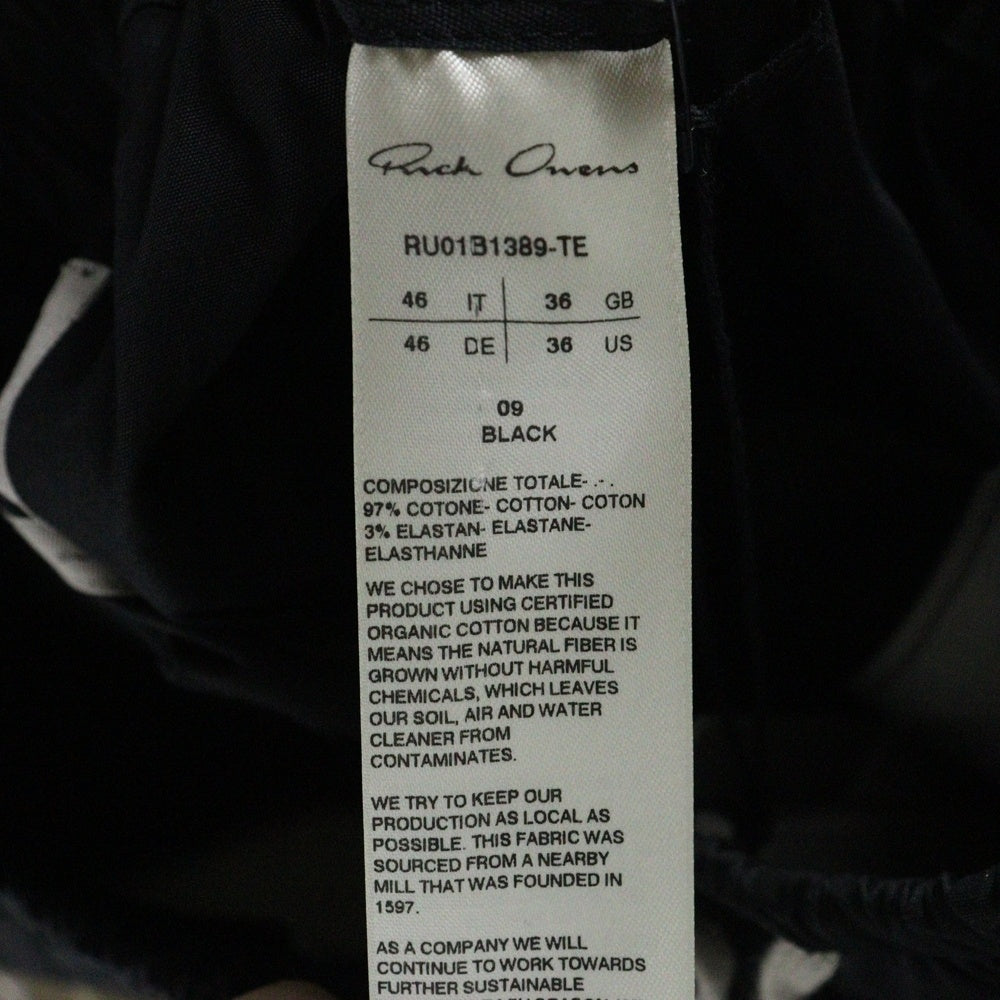 Rick Owens
RU01B1389-TE
46 IT 36 GB
46 DE 36 US
09
BLACK
COMPOSIZIONE TOTALE- .- .
97% COTONE- COTTON- COTON
3% ELASTAN- ELASTANE-
ELASTHANNE
WE CHOSE TO MAKE THIS
PRODUCT USING CERTIFIED
ORGANIC COTTON BECAUSE IT
MEANS THE NATURAL FIBER IS
GROWN WITHOUT HARMFUL
CHEMICALS, WHICH LEAVES
OUR SOIL, AIR AND WATER
CLEANER FROM
CONTAMINATES.
WE TRY TO KEEP OUR
PRODUCTION AS LOCAL AS
POSSIBLE. THIS FABRIC WAS
SOURCED FROM A NEARBY
MILL THAT WAS FOUNDED IN
1597.
AS A COMPANY WE WILL
CONTINUE TO WORK TOWARDS
FURTHER SUSTAINABLE